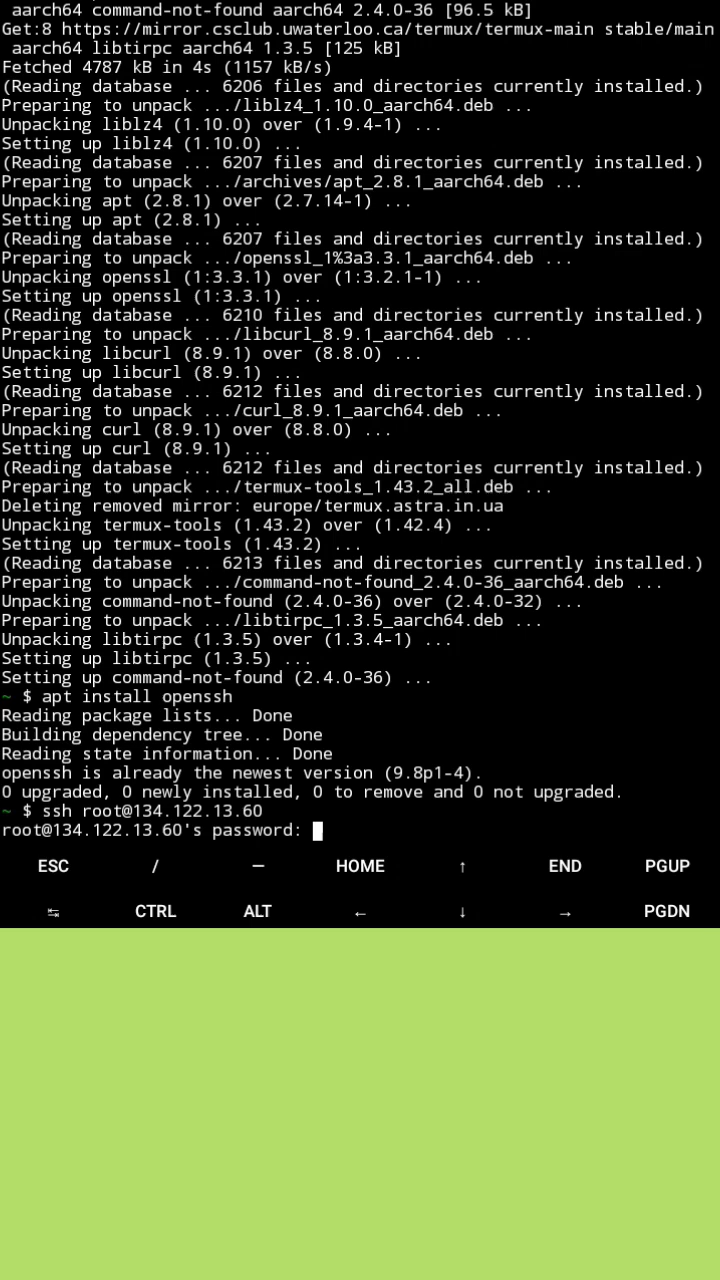 aarch64 command-not-found aarch64 2.4.0-36 [96.5 kB]
Get:8 https://mirror.csclub.uwaterloo.ca/termux/termux-main stable/main
aarch64 libtirpc aarch64 1.3.5 [125 kB]
Fetched 4787 kB in 4s (1157 kB/s)
(Reading database ... 6206 files and directories currently installed.)
Preparing to unpack .../liblz4_1.10.0_aarch64.deb ...
Unpacking liblz4 (1.10.0) over (1.9.4-1) ...
Setting up liblz4 (1.10.0) ...
(Reading database ... 6207 files and directories currently installed.)
Preparing to unpack .../archives/apt_2.8.1_aarch64.deb ...
Unpacking apt (2.8.1) over (2.7.14-1) ...
Setting up apt (2.8.1) ...
(Reading database ... 6207 files and directories currently installed.)
Preparing to unpack .../openssl_1%3a3.3.1_aarch64.deb ...
Unpacking openssl (1:3.3.1) over (1:3.2.1-1) ...
Setting up openssl (1:3.3.1) ...
(Reading database ... 6210 files and directories currently installed.)
Preparing to unpack .../libcurl_8.9.1_aarch64.deb ...
Unpacking libcurl (8.9.1) over (8.8.0) ...
Setting up libcurl (8.9.1) ...
(Reading database ... 6212 files and directories currently installed.)
Preparing to unpack .../curl_8.9.1_aarch64.deb ...
Unpacking curl (8.9.1) over (8.8.0) ...
Setting up curl (8.9.1) ...
(Reading database ... 6212 files and directories currently installed.)
Preparing to unpack .../termux-tools_1.43.2_all.deb ...
Deleting removed mirror: europe/termux.astra.in.ua
Unpacking termux-tools (1.43.2) over (1.42.4) ...
Setting up termux-tools (1.43.2) ...
(Reading database ... 6213 files and directories currently installed.)
Preparing to unpack .../command-not-found_2.4.0-36_aarch64.deb ...
Unpacking command-not-found (2.4.0-36) over (2.4.0-32) ...
Preparing to unpack .../libtirpc_1.3.5_aarch64.deb ...
Unpacking libtirpc (1.3.5) over (1.3.4-1) ...
Setting up libtirpc (1.3.5) ...
Setting up command-not-found (2.4.0-36) ...
~ $ apt install openssh
Reading package lists... Done
Building dependency tree... Done
Reading state information... Done
openssh is already the newest version (9.8p1-4).
0 upgraded, 0 newly installed, 0 to remove and 0 not upgraded.
~ $ ssh root@134.122.13.60
root@134.122.13.60's password:
ESC / — HOME ↑ END PGUP
↹ CTRL ALT ← ↓ → PGDN